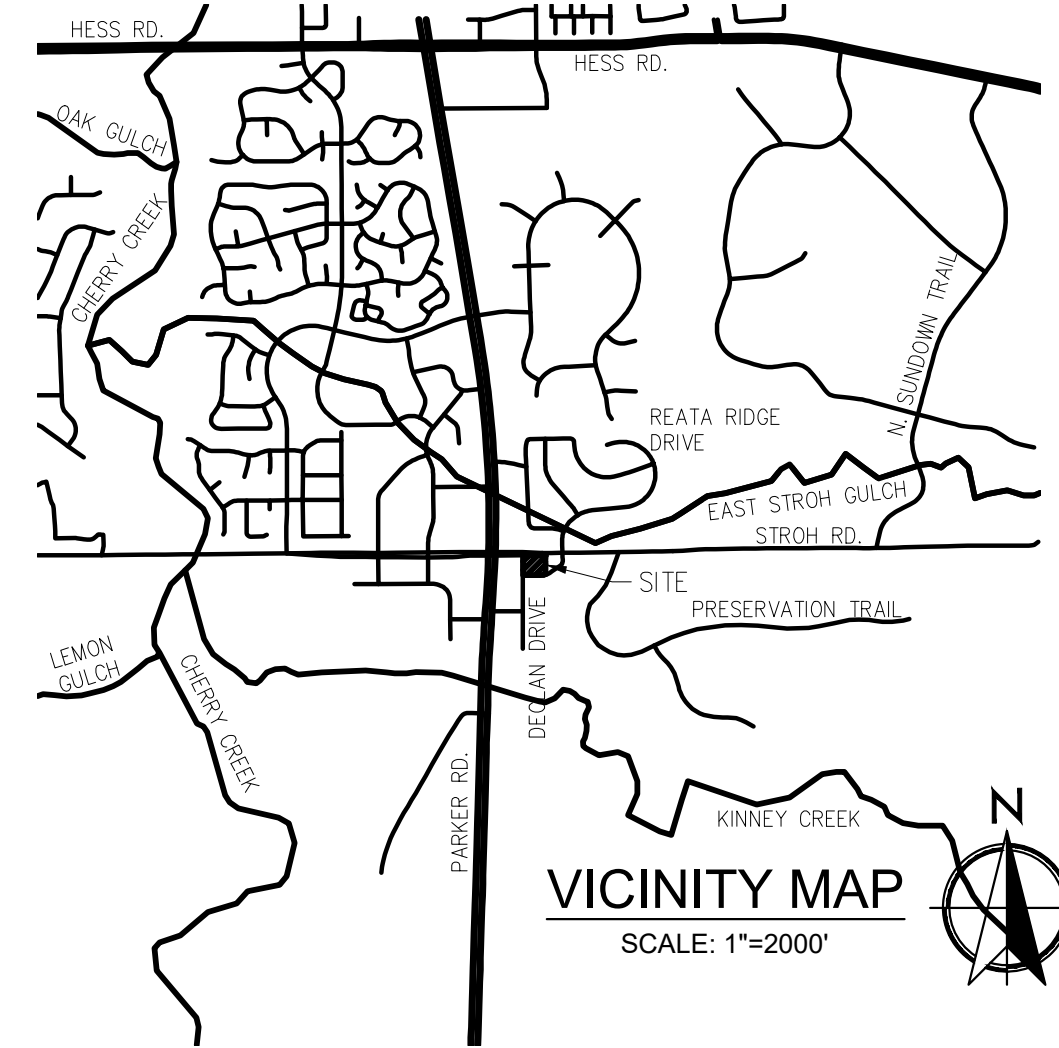 HESS RD.
HESS RD.
OAK GULCH
CHERRY CREEK
N. SUNDOWN TRAIL
REATA RIDGE
DRIVE
EAST STROH GULCH
STROH RD.
SITE
PRESERVATION TRAIL
DECLAN DRIVE
LEMON
GULCH
CHERRY CREEK
PARKER RD.
KINNEY CREEK
N
VICINITY MAP
SCALE: 1"=2000'